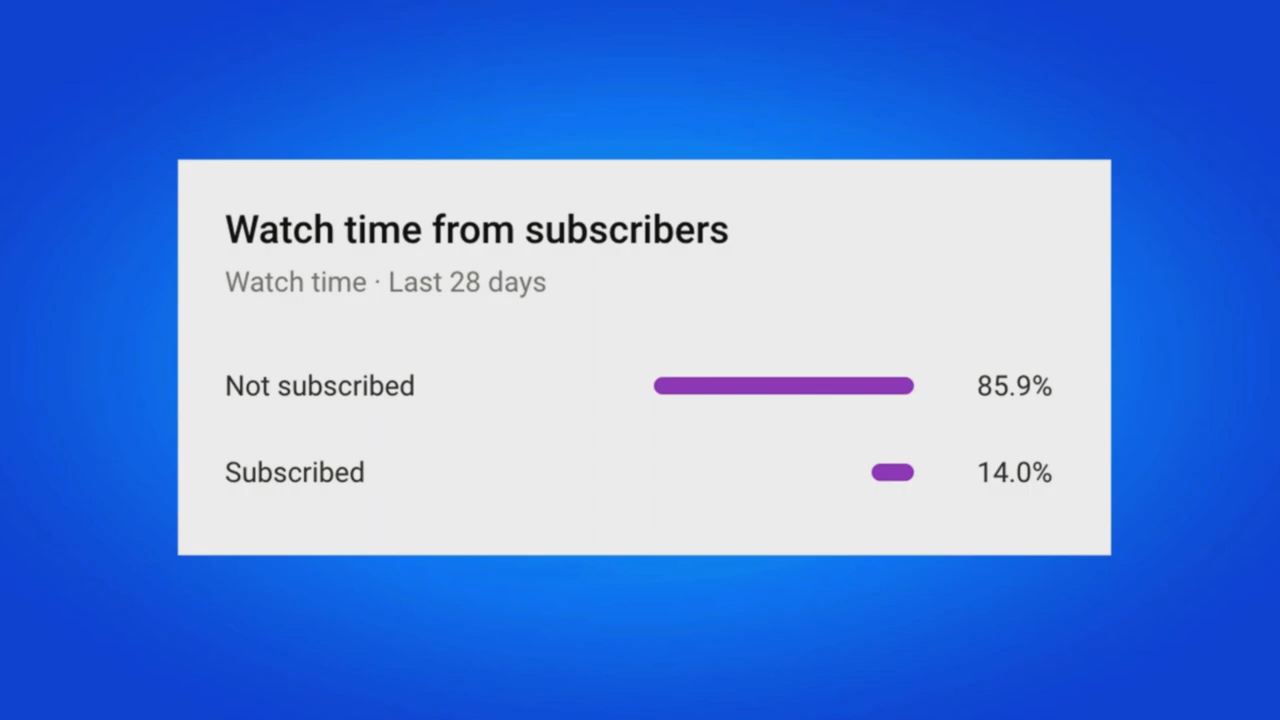 Watch time from subscribers
Watch time · Last 28 days
Not subscribed 85.9%
Subscribed 14.0%